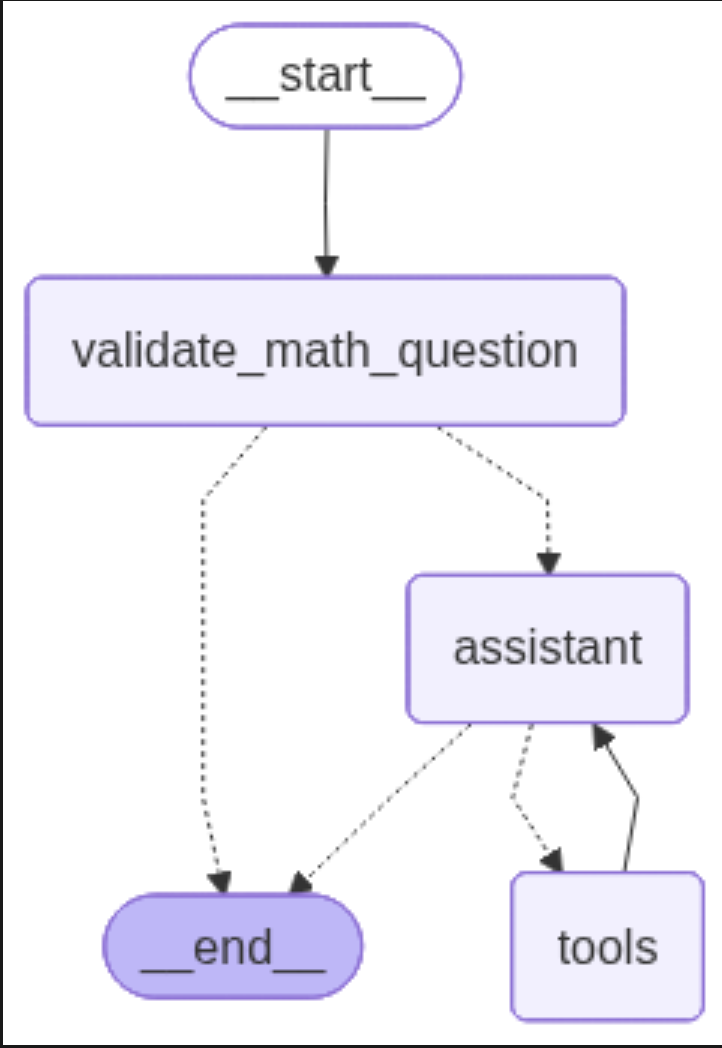 __start__
validate_math_question
assistant
__end__
tools